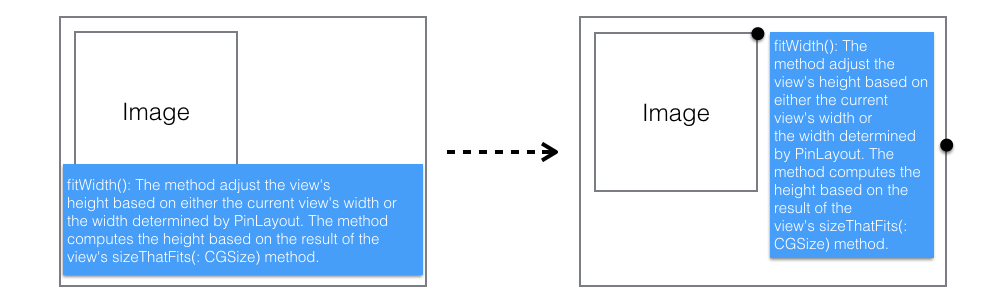 Image
fitWidth(): The method adjust the view's
height based on either the current view's width or
the width determined by PinLayout. The method
computes the height based on the result of the
view's sizeThatFits(: CGSize) method.
Image
fitWidth(): The
method adjust the
view's height based on
either the current
view's width or
the width determined
by PinLayout. The
method computes the
height based on the
result of the
view's sizeThatFits(:
CGSize) method.